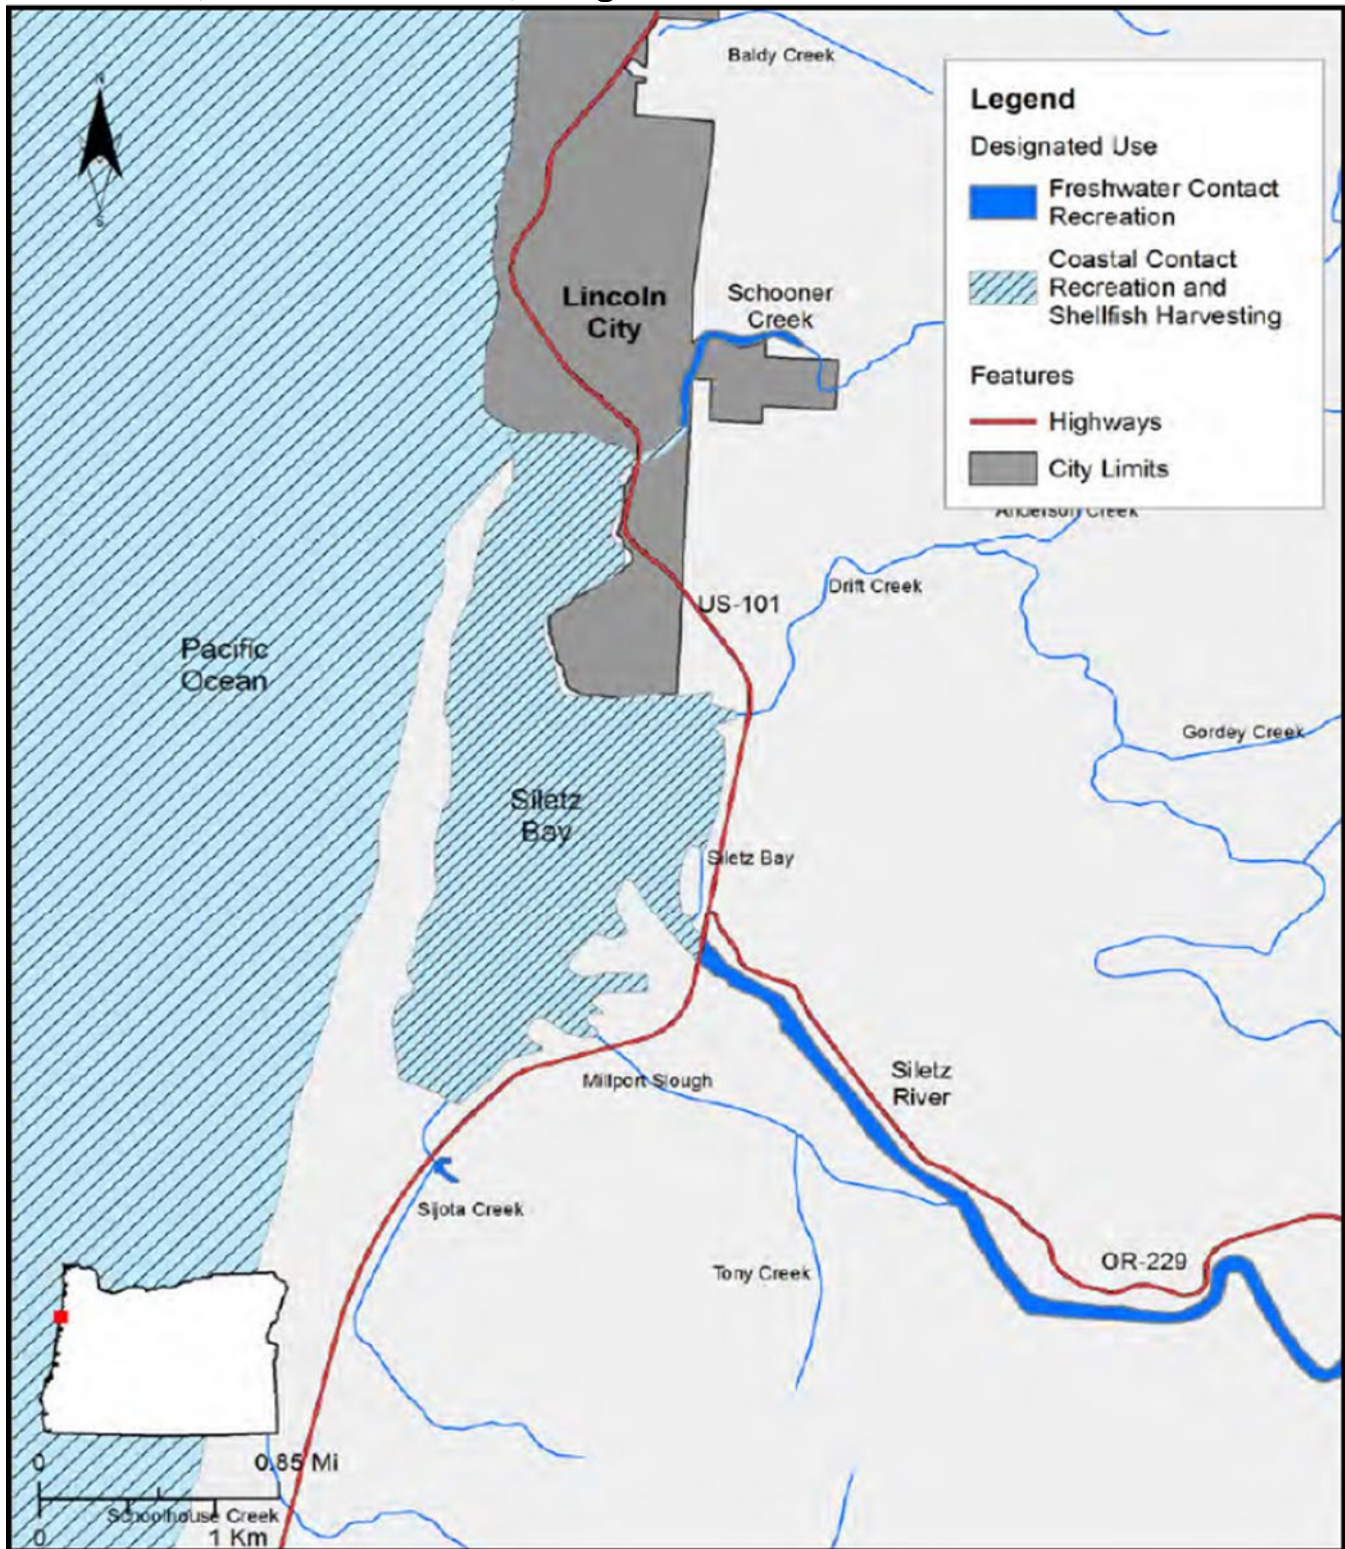 Baldy Creek
N
S
Legend
Designated Use
Freshwater Contact
Recreation
Coastal Contact
Recreation and
Shellfish Harvesting
Features
Highways
City Limits
Lincoln
City
Schooner
Creek
Anderson Creek
Drift Creek
US-101
Pacific
Ocean
Gordey Creek
Siletz
Bay
Siletz Bay
Siletz
River
Millport Slough
Sijota Creek
OR-229
Tony Creek
0
0.85 Mi
Schoolhouse Creek
0
1 Km